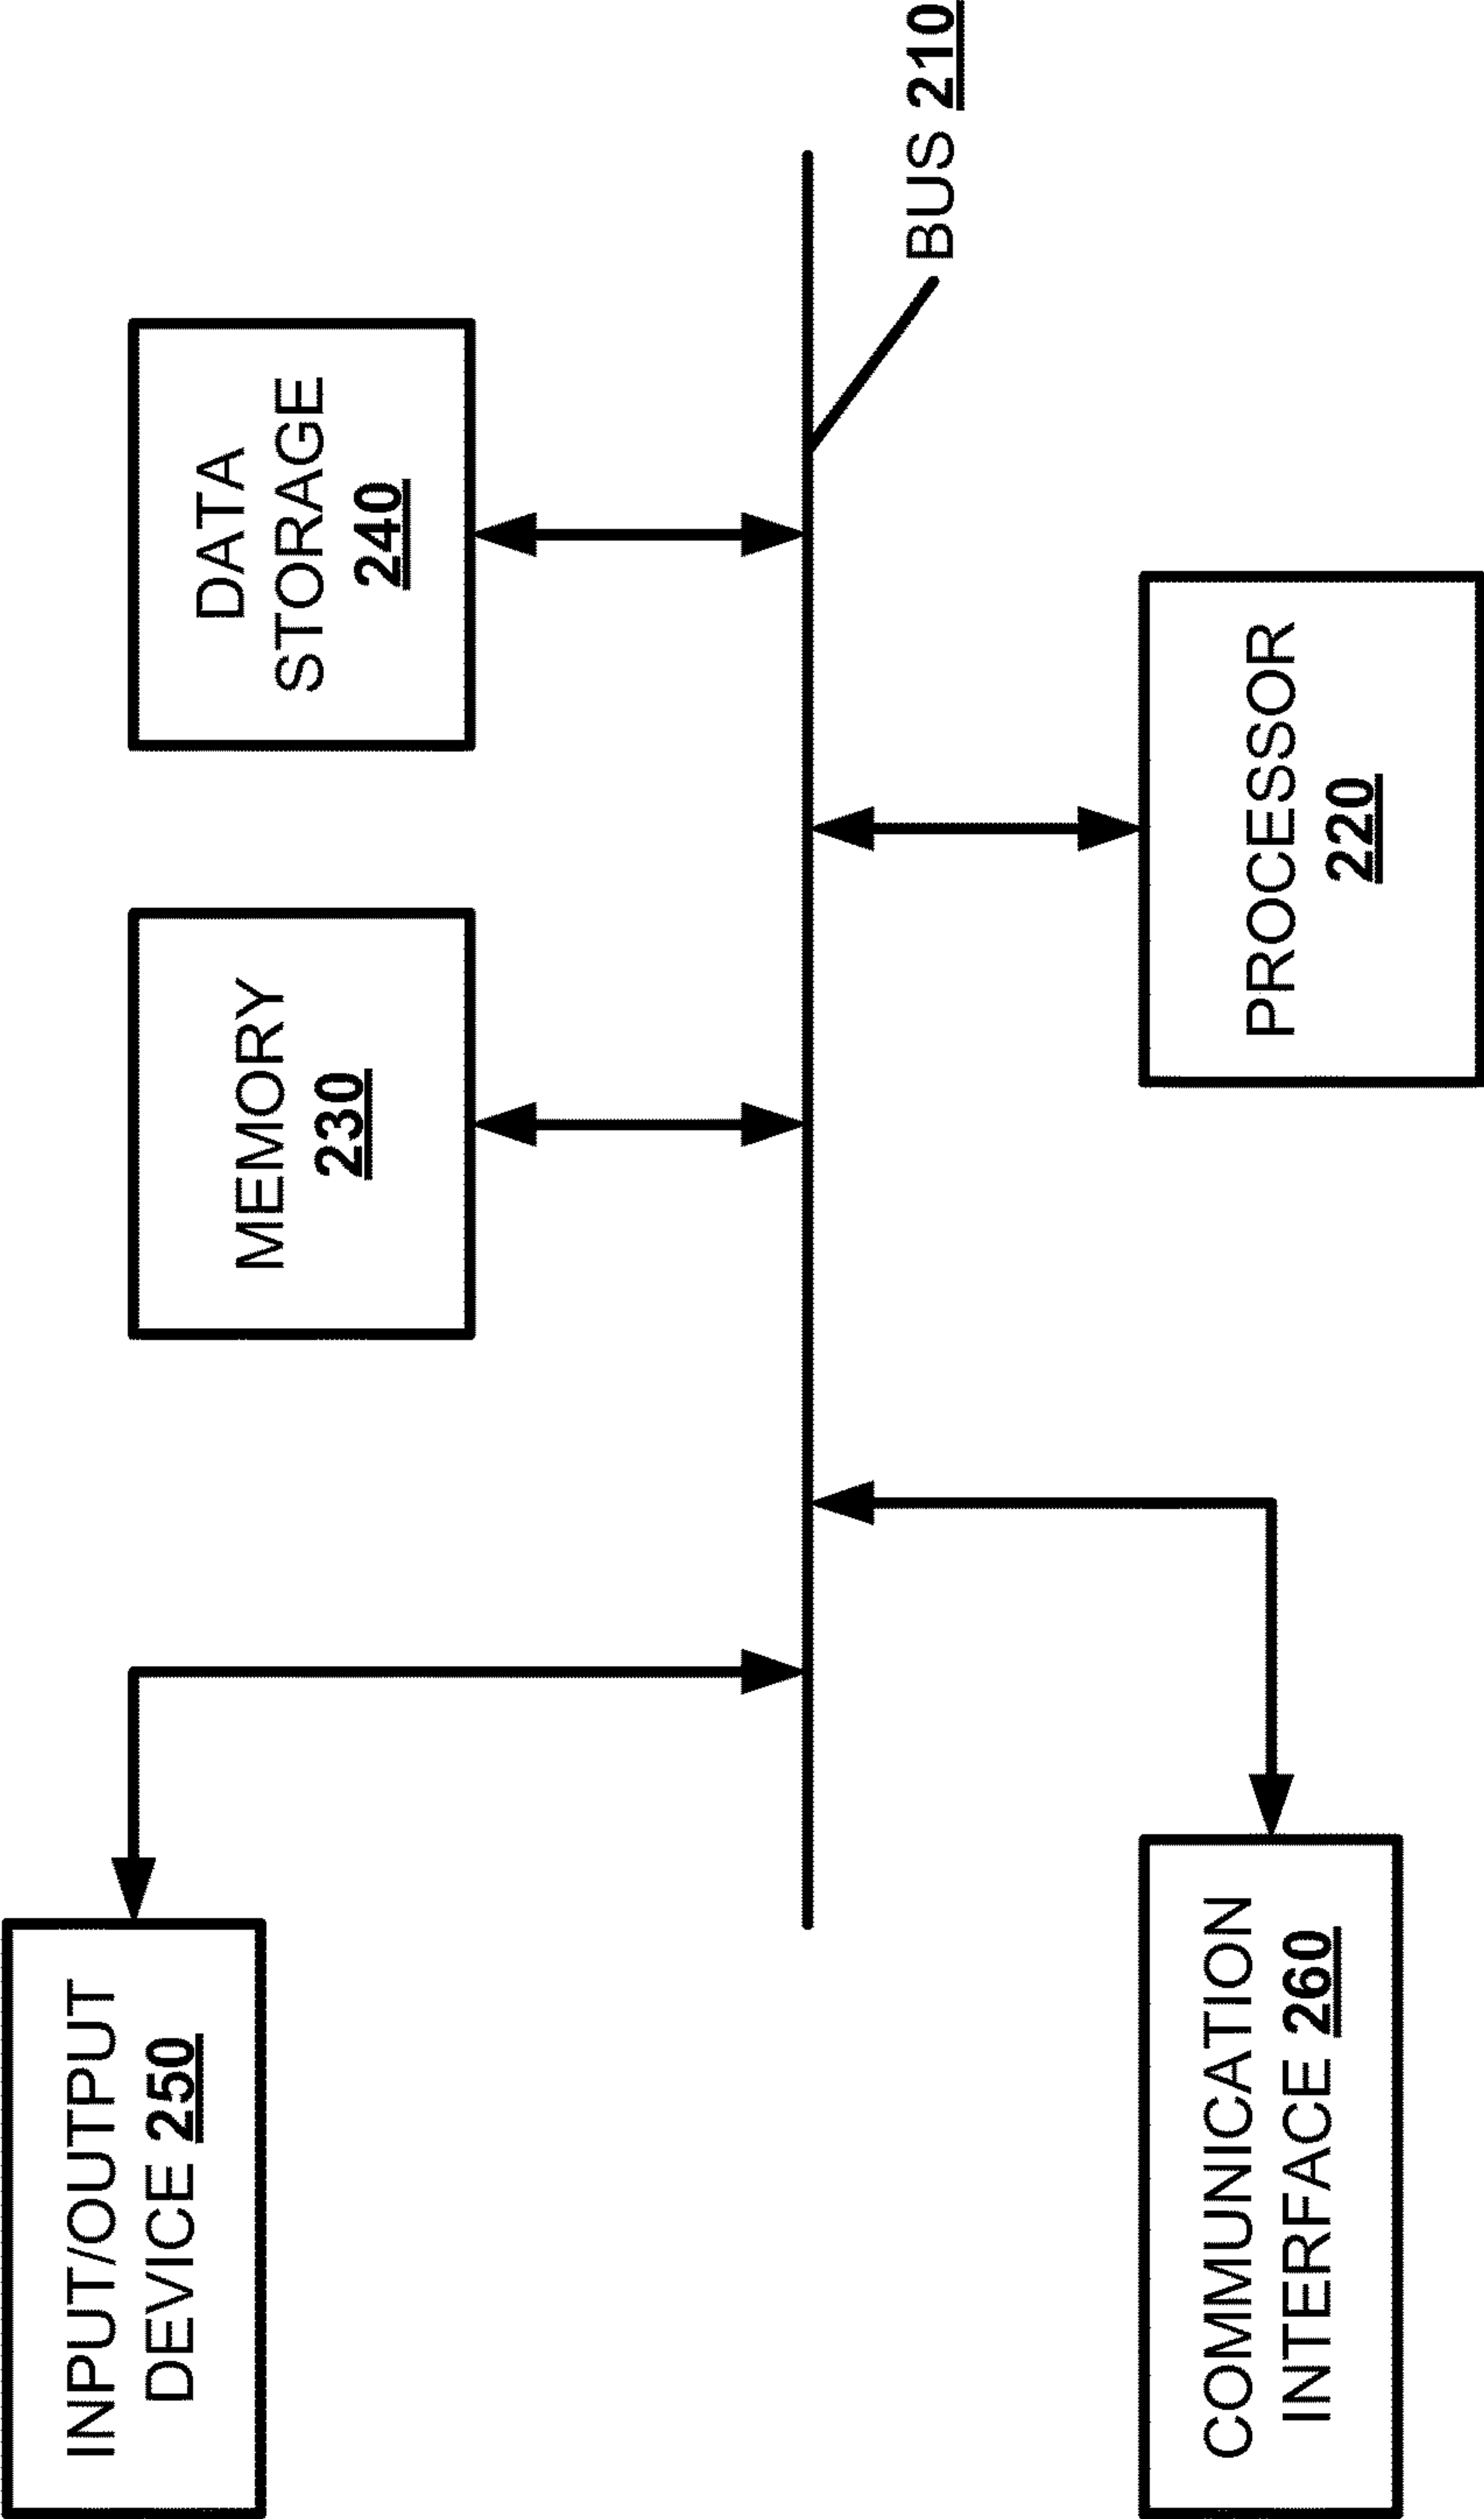 INPUT/OUTPUT
DEVICE 250
MEMORY
230
DATA
STORAGE
240
BUS 210
COMMUNICATION
INTERFACE 260
PROCESSOR
220